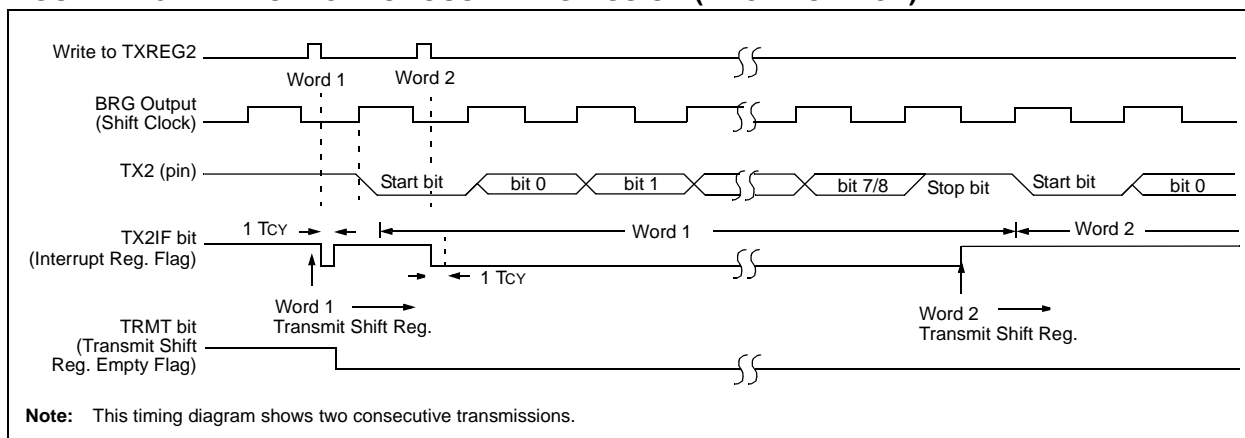 Write to TXREG2
Word 1
Word 2
BRG Output
(Shift Clock)
TX2 (pin)
Start bit
bit 0
bit 1
bit 7/8
Stop bit
Start bit
bit 0
1 TCY
Word 1
Word 2
TX2IF bit
(Interrupt Reg. Flag)
1 TCY
Word 1
Transmit Shift Reg.
Word 2
Transmit Shift Reg.
TRMT bit
(Transmit Shift
Reg. Empty Flag)
Note: This timing diagram shows two consecutive transmissions.